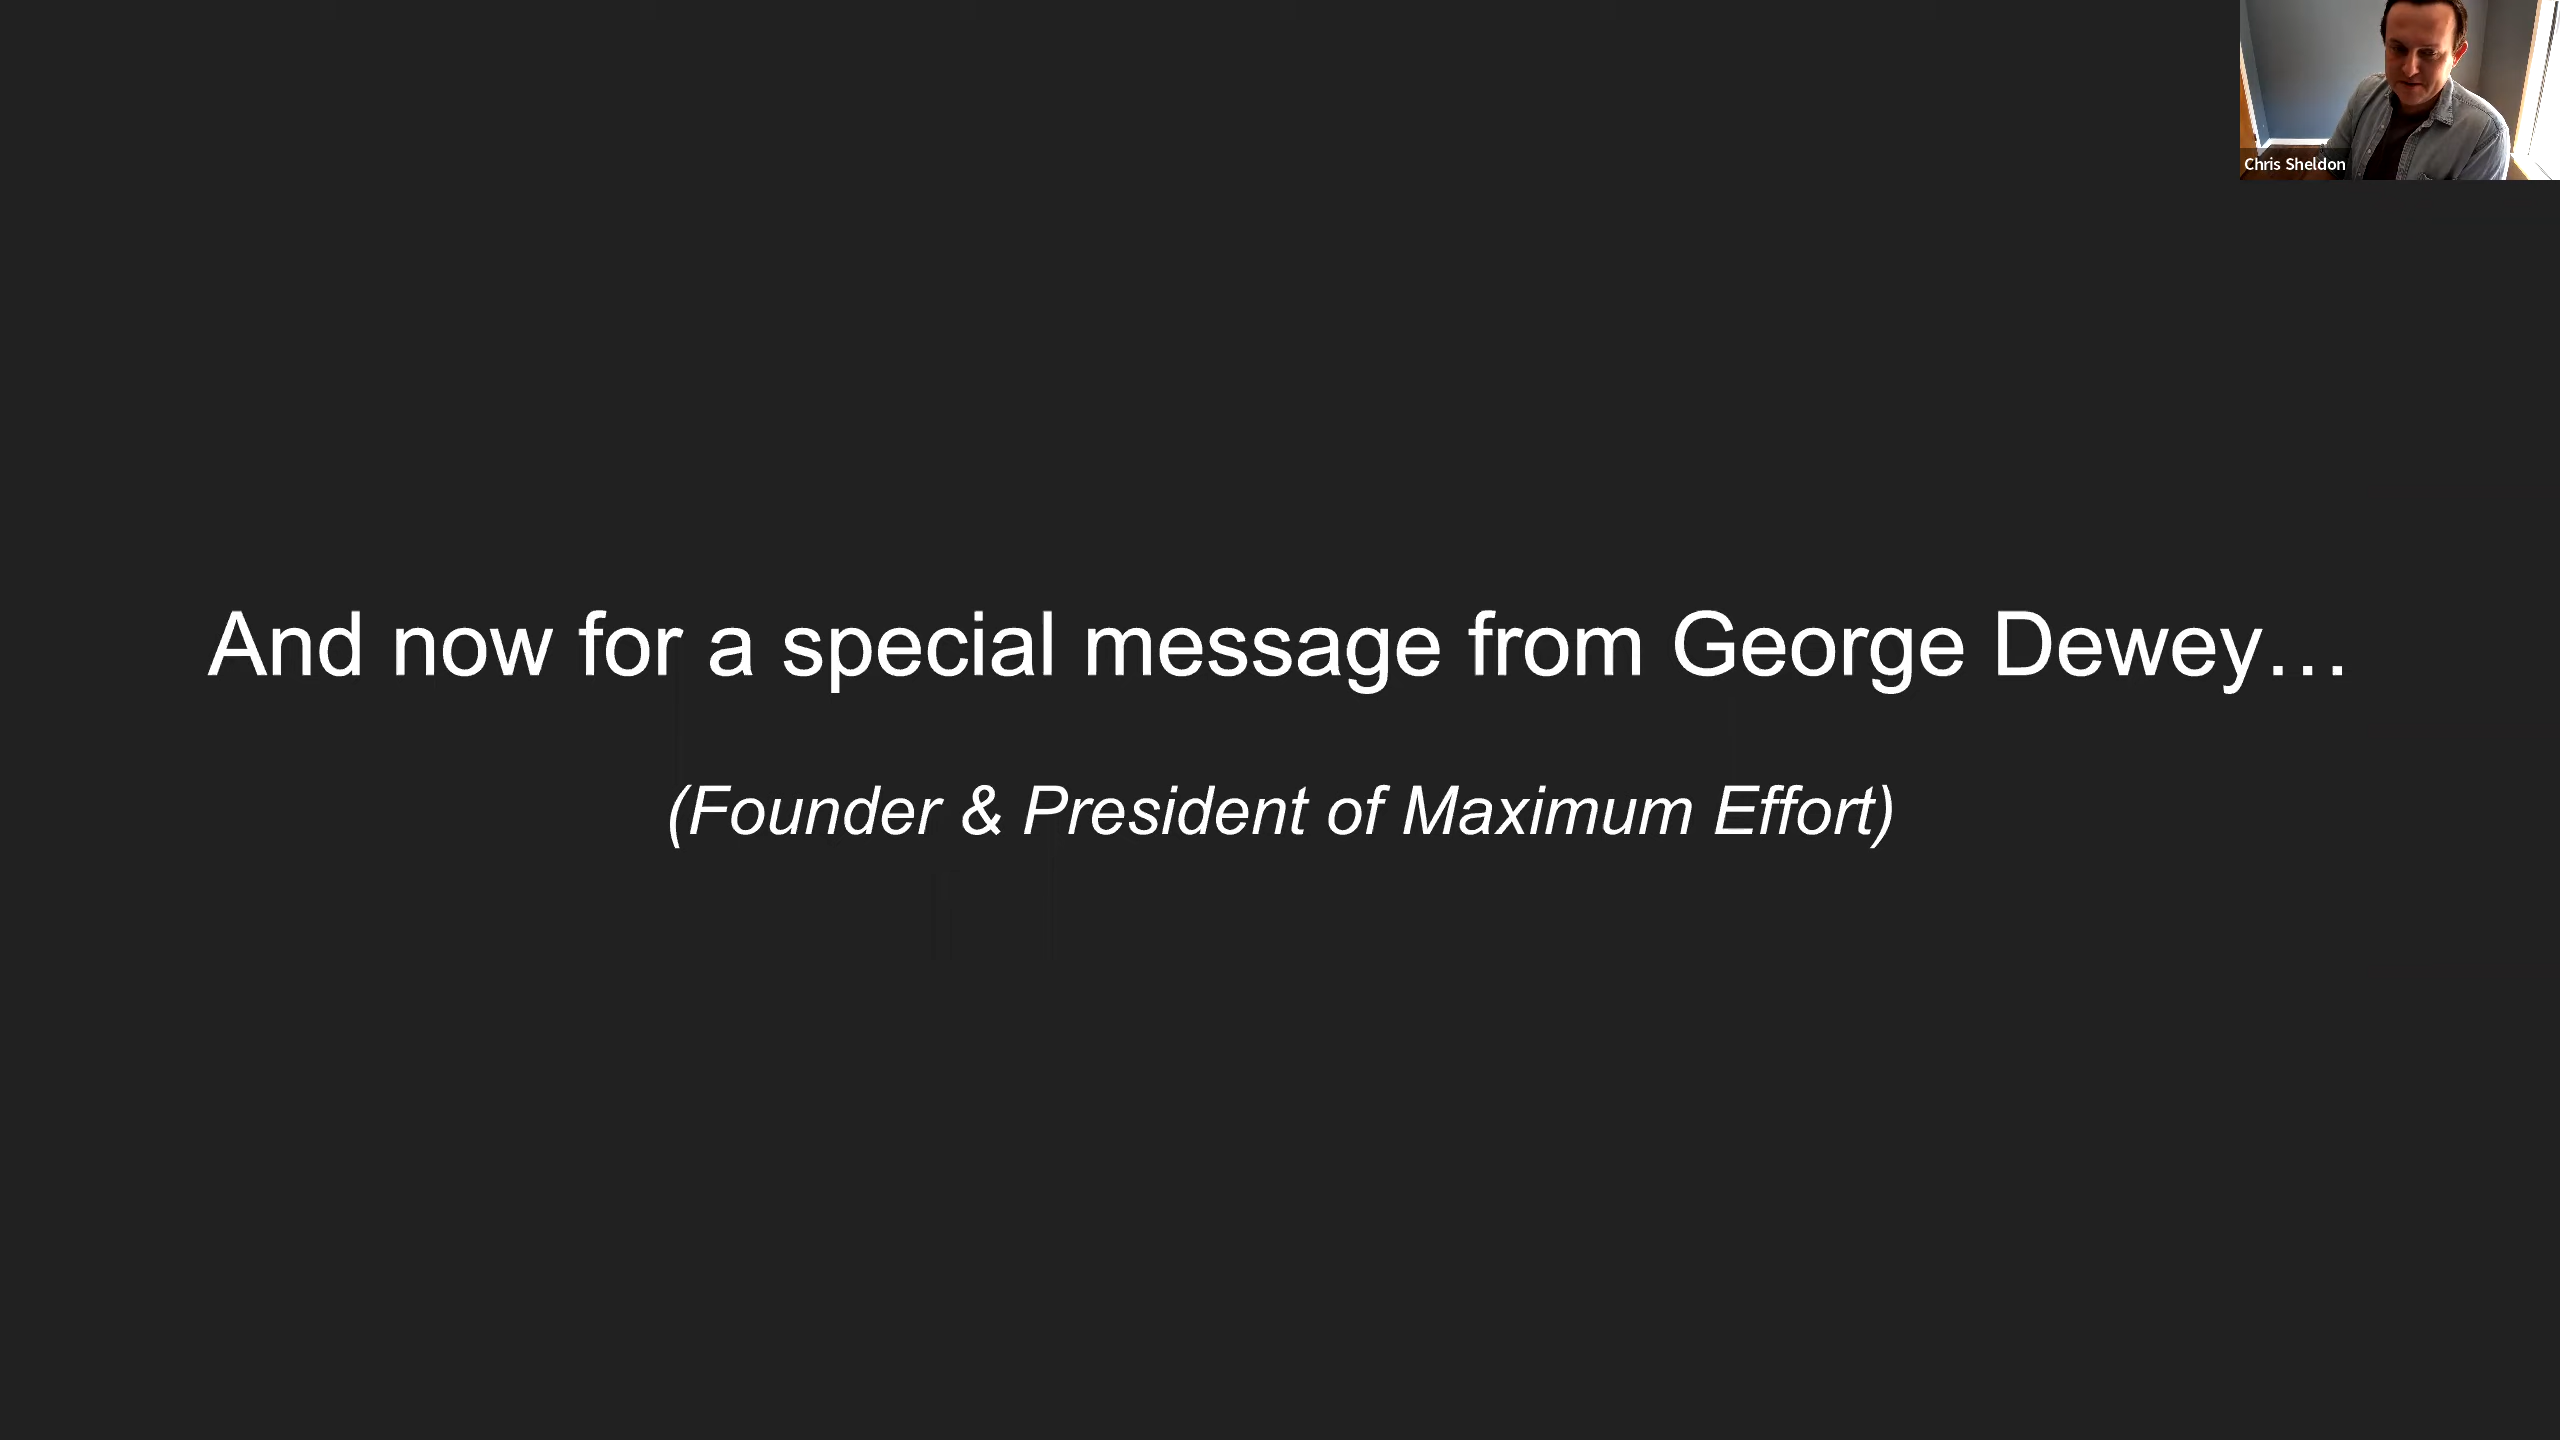 Chris Sheldon
And now for a special message from George Dewey…
(Founder & President of Maximum Effort)